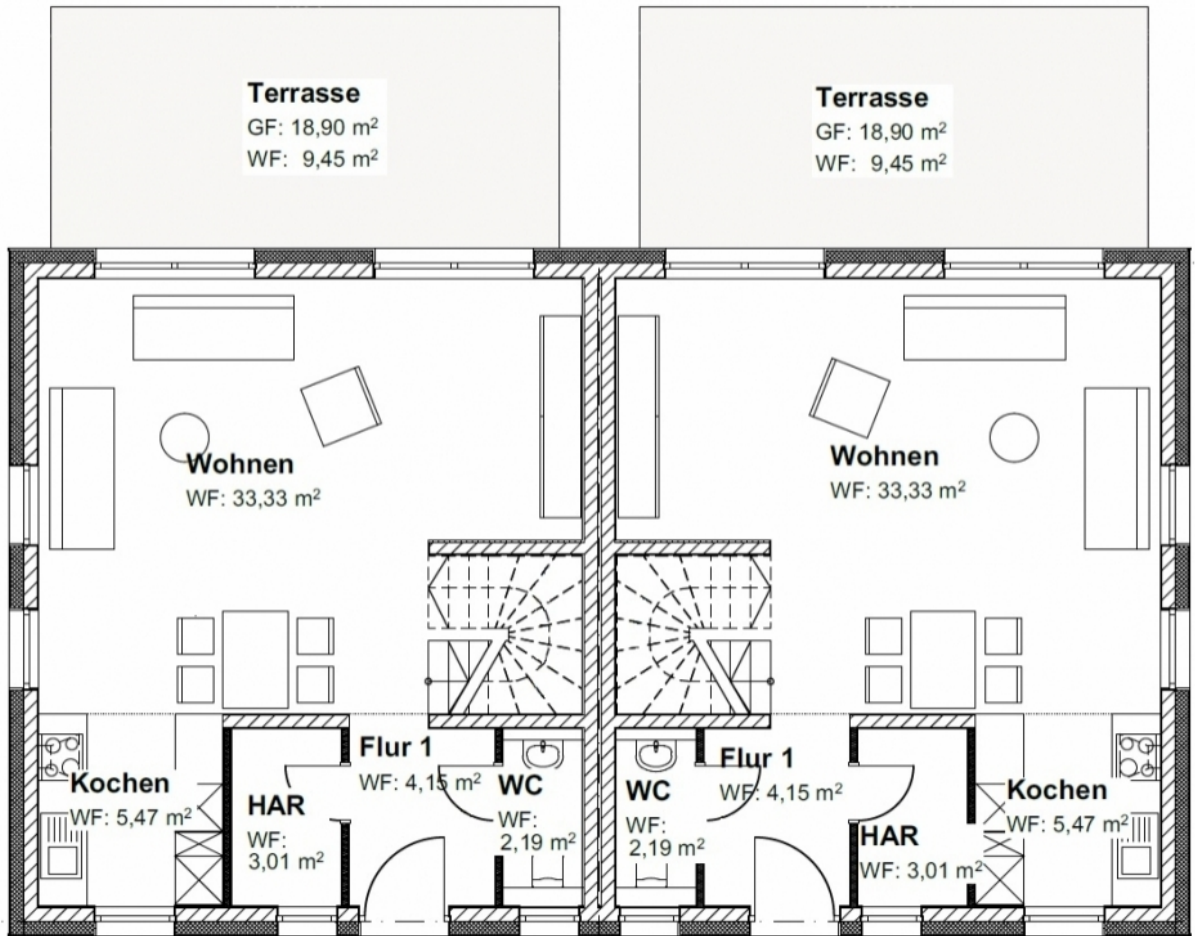 Terrasse
GF: 18,90 m²
WF: 9,45 m²
Terrasse
GF: 18,90 m²
WF: 9,45 m²
Wohnen
WF: 33,33 m²
Wohnen
WF: 33,33 m²
Kochen
WF: 5,47 m²
HAR
WF:
3,01 m²
Flur 1
WF: 4,15 m²
WC
WF:
2,19 m²
WC
WF:
2,19 m²
Flur 1
WF: 4,15 m²
HAR
WF: 3,01 m²
Kochen
WF: 5,47 m²